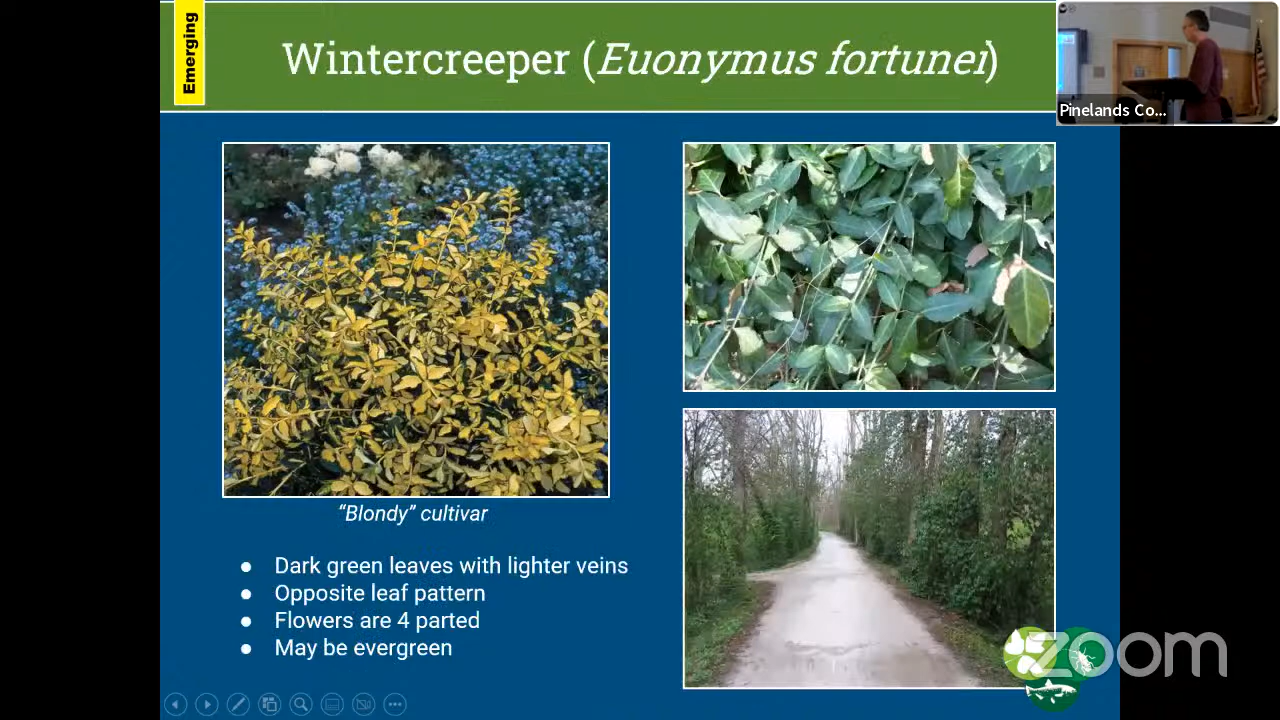 Emerging
Wintercreeper (Euonymus fortunei)
Pinelands Co...
"Blondy" cultivar
● Dark green leaves with lighter veins
● Opposite leaf pattern
● Flowers are 4 parted
● May be evergreen
zoom